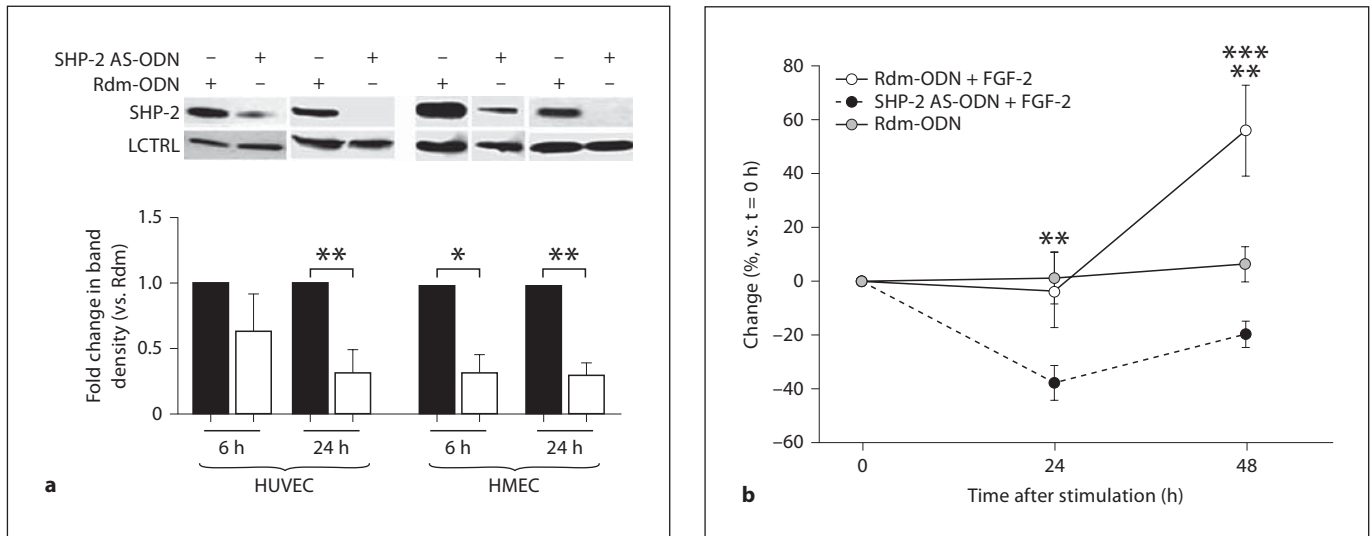 SHP-2 AS-ODN – + – + – + – +
Rdm-ODN + – + – + – + –
SHP-2
LCTRL
Fold change in band
density (vs. Rdm)
1.5
1.0
0.5
0
**
*
**
6 h
24 h
6 h
24 h
HUVEC
HMEC
a
Change (%, vs. t = 0 h)
80
60
40
20
0
–20
–40
–60
Rdm-ODN + FGF-2
SHP-2 AS-ODN + FGF-2
Rdm-ODN
**
***
**
0
24
48
Time after stimulation (h)
b